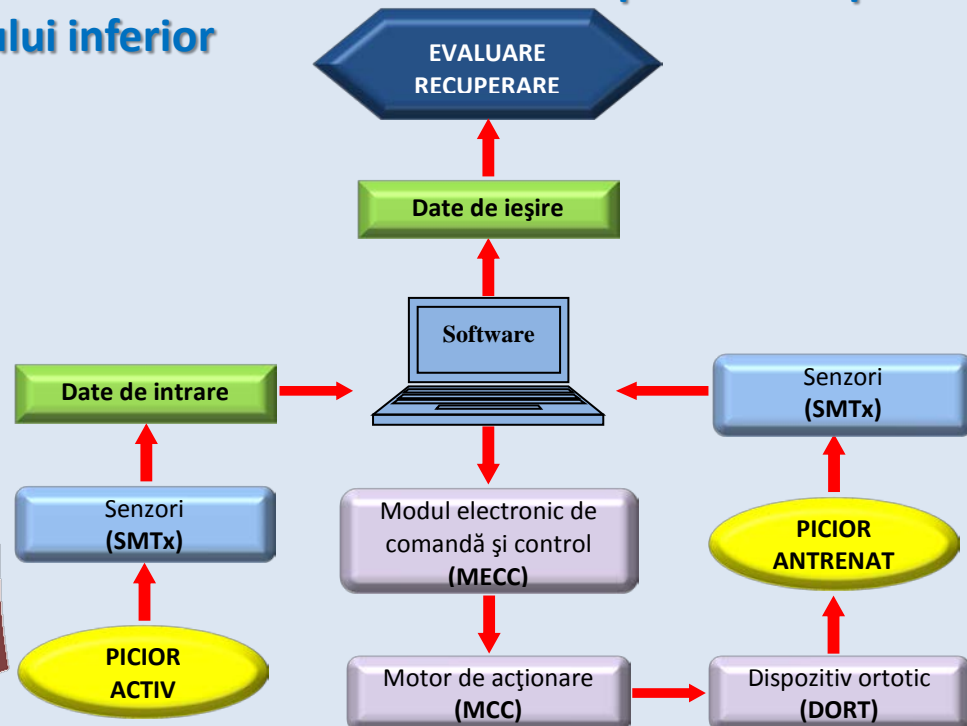 inferior
EVALUARE
RECUPERARE
Date de ieşire
Software
Date de intrare
Senzori
(SMTx)
Senzori
(SMTx)
Modul electronic de
comandă şi control
(MECC)
PICIOR
ANTRENAT
PICIOR
ACTIV
Motor de acţionare
(MCC)
Dispozitiv ortotic
(DORT)